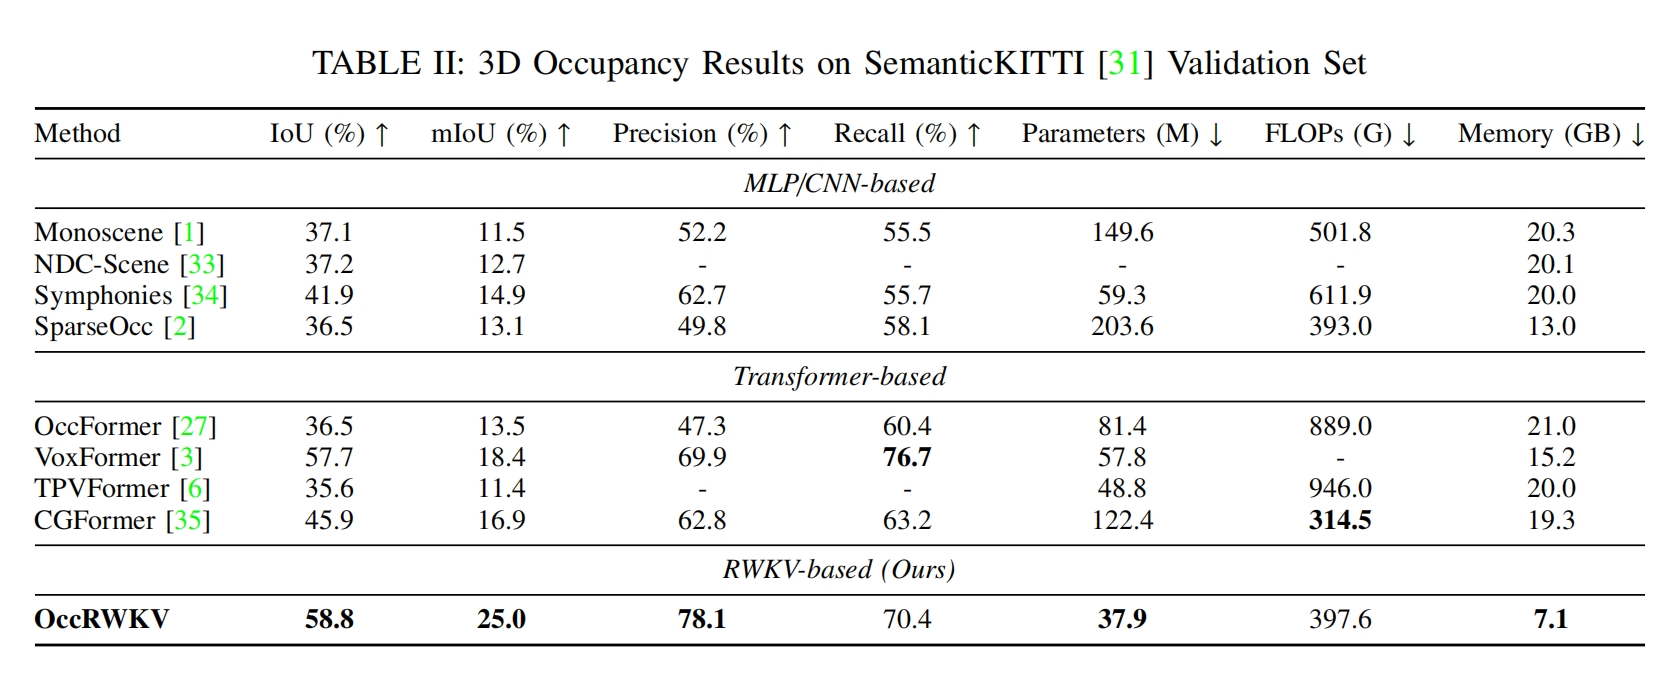 TABLE II: 3D Occupancy Results on SemanticKITTI [31] Validation Set
Method IoU (%) ↑ mIoU (%) ↑ Precision (%) ↑ Recall (%) ↑ Parameters (M) ↓ FLOPs (G) ↓ Memory (GB) ↓
MLP/CNN-based
Monoscene [1] 37.1 11.5 52.2 55.5 149.6 501.8 20.3
NDC-Scene [33] 37.2 12.7 - - - - 20.1
Symphonies [34] 41.9 14.9 62.7 55.7 59.3 611.9 20.0
SparseOcc [2] 36.5 13.1 49.8 58.1 203.6 393.0 13.0
Transformer-based
OccFormer [27] 36.5 13.5 47.3 60.4 81.4 889.0 21.0
VoxFormer [3] 57.7 18.4 69.9 76.7 57.8 - 15.2
TPVFormer [6] 35.6 11.4 - - 48.8 946.0 20.0
CGFormer [35] 45.9 16.9 62.8 63.2 122.4 314.5 19.3
RWKV-based (Ours)
OccRWKV 58.8 25.0 78.1 70.4 37.9 397.6 7.1